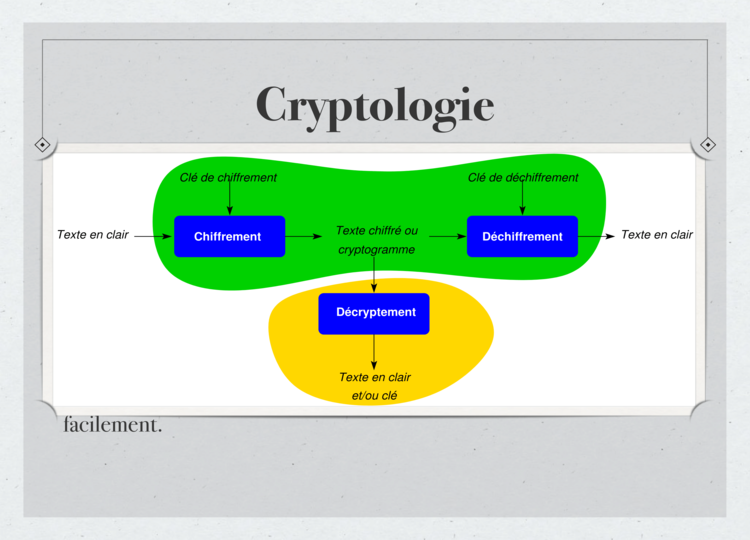 Cryptologie
Clé de chiffrement
Clé de déchiffrement
Texte en clair
Chiffrement
Texte chiffré ou
cryptogramme
Déchiffrement
Texte en clair
Décryptement
Texte en clair
et/ou clé
facilement.